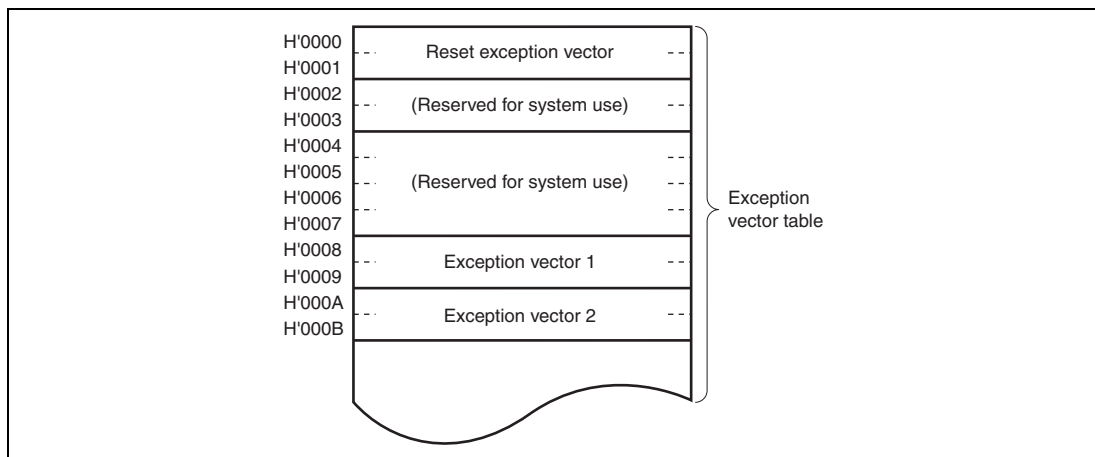 H'0000
Reset exception vector
H'0001
H'0002
(Reserved for system use)
H'0003
H'0004
H'0005
(Reserved for system use)
H'0006
H'0007
Exception
vector table
H'0008
Exception vector 1
H'0009
H'000A
Exception vector 2
H'000B